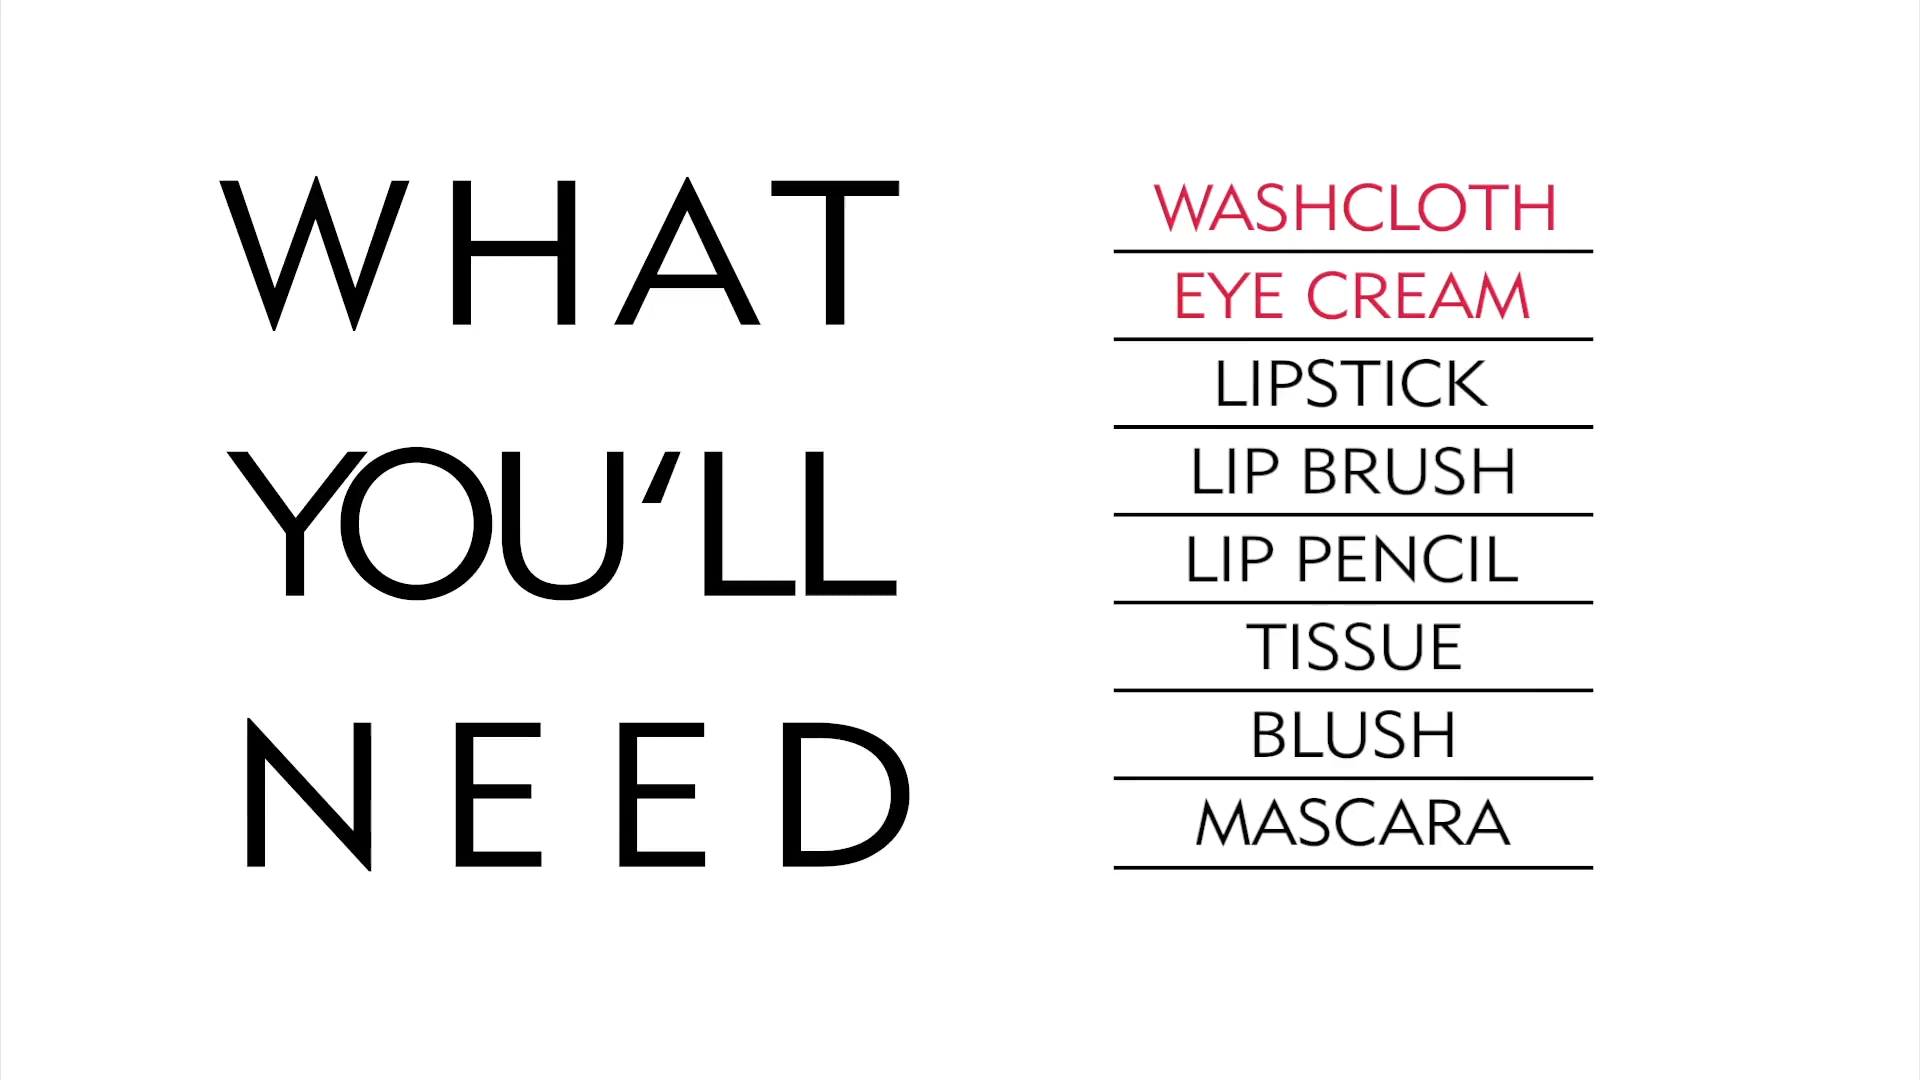 WHAT
YOU'LL
NEED
WASHCLOTH
EYE CREAM
LIPSTICK
LIP BRUSH
LIP PENCIL
TISSUE
BLUSH
MASCARA